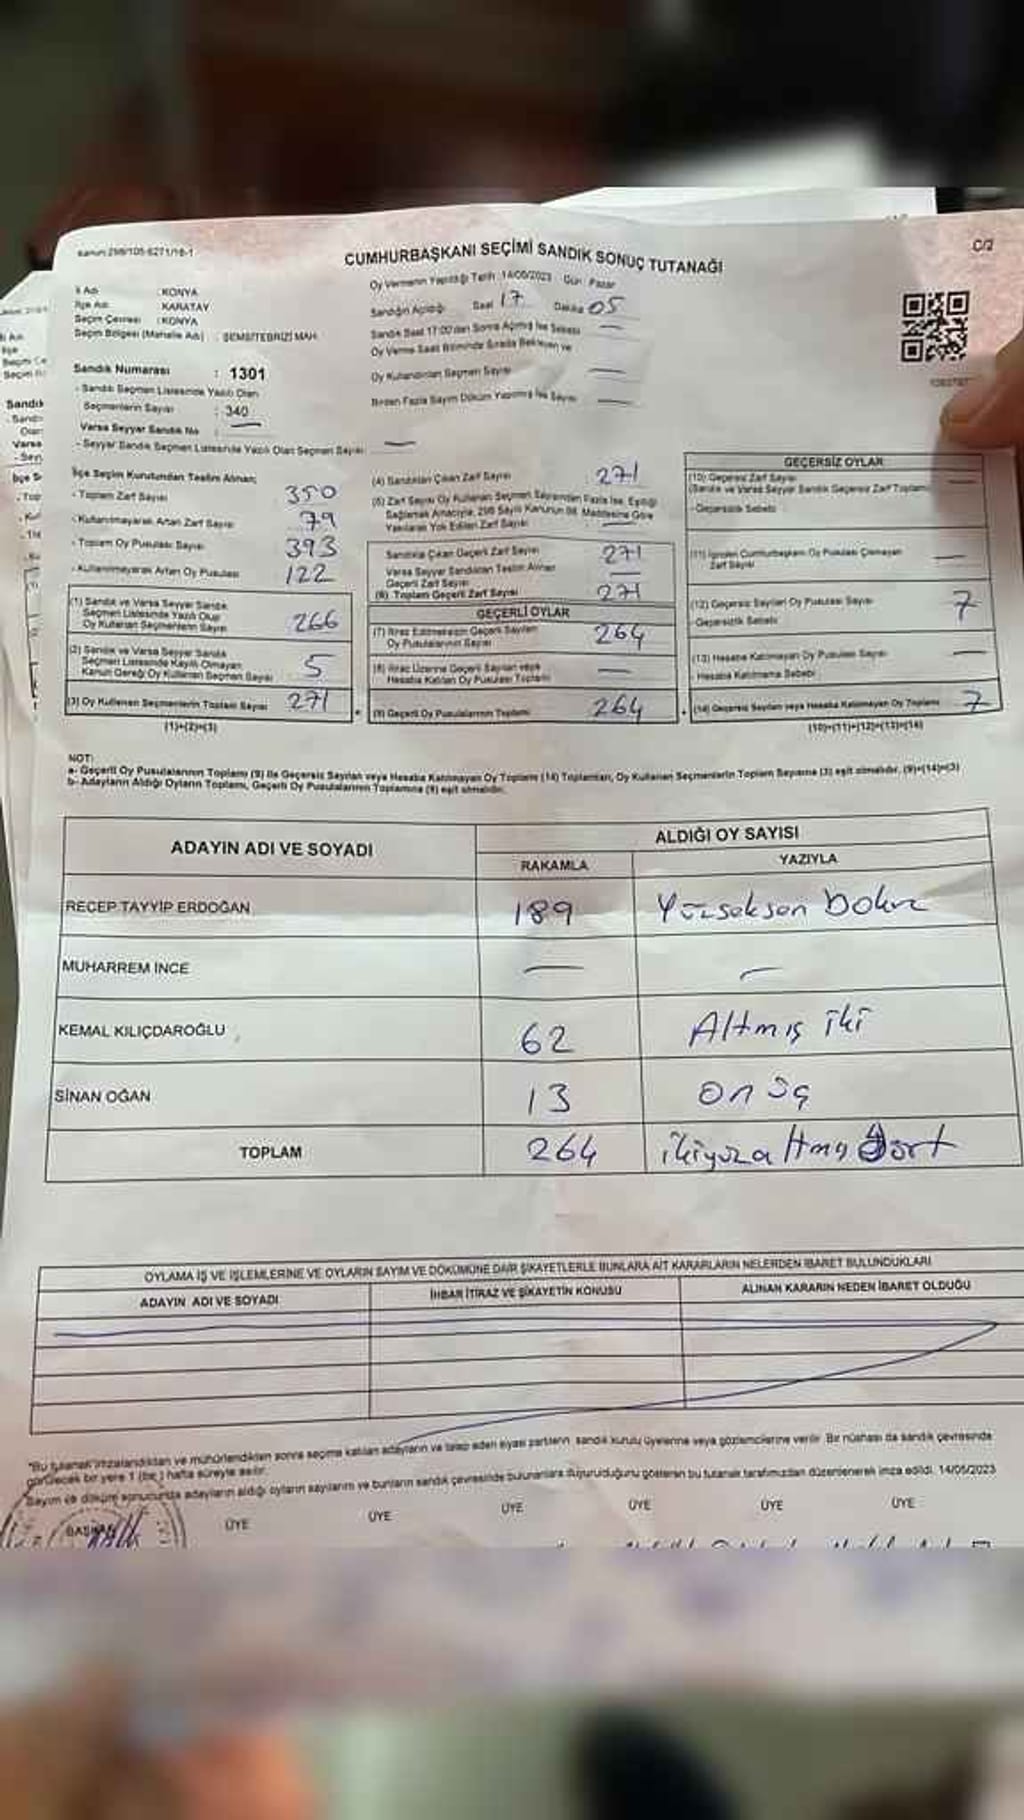 CUMHURBAŞKANI SEÇİMİ SANDIK SONUÇ TUTANAĞI
C/2
İl Adı : KONYA
İlçe Adı : KARATAY
Seçim Çevresi : KONYA
Seçim Bölgesi (Mahalle Adı) : ŞEMSİTEBRİZİ MAH.
Oy Vermenin Yapıldığı Tarih 14/05/2023 Gün: Pazar
Sandığın Açıldığı Saat 17 Dakika 05
Sandık Saat 17:00'den Sonra Açılmış İse Sebebi —
Oy Verme Saati Bitiminde Sırada Bekleyen ve
Oy Kullandırılan Seçmen Sayısı —
Birden Fazla Sayım Döküm Yapılmış İse Sayısı —
Sandık Numarası : 1301
- Sandık Seçmen Listesinde Yazılı Olan
Seçmenlerin Sayısı : 340
Varsa Seyyar Sandık No : —
- Seyyar Sandık Seçmen Listesinde Yazılı Olan Seçmen Sayısı: —
İlçe Seçim Kurulundan Teslim Alınan;
- Toplam Zarf Sayısı 350
- Kullanılmayarak Artan Zarf Sayısı 79
- Toplam Oy Pusulası Sayısı 393
- Kullanılmayarak Artan Oy Pusulası 122
(1) Sandık ve Varsa Seyyar Sandık
Seçmen Listesinde Yazılı Olup
Oy Kullanan Seçmenlerin Sayısı 266
(2) Sandık ve Varsa Seyyar Sandık
Seçmen Listesinde Kayıtlı Olmayan
Kanun Gereği Oy Kullanan Seçmen Sayısı 5
(3) Oy Kullanan Seçmenlerin Toplam Sayısı 271
(1)+(2)=(3)
(4) Sandıktan Çıkan Zarf Sayısı 271
(5) Zarf Sayısı Oy Kullanan Seçmen Sayısından Fazla İse, Eşitliği
Sağlamak Amacıyla, 298 Sayılı Kanunun 98. Maddesine Göre
Yakılarak Yok Edilen Zarf Sayısı —
Sandıkta Çıkan Geçerli Zarf Sayısı 271
Varsa Seyyar Sandıktan Teslim Alınan
Geçerli Zarf Sayısı —
(6) Toplam Geçerli Zarf Sayısı 271
GEÇERLİ OYLAR
(7) İtiraz Edilmeksizin Geçerli Sayılan
Oy Pusulalarının Sayısı 264
(8) İtiraz Üzerine Geçerli Sayılan veya
Hesaba Katılan Oy Pusulası Toplamı —
(9) Geçerli Oy Pusulalarının Toplamı 264
GEÇERSİZ OYLAR
(10) Geçersiz Zarf Sayısı —
(Sandık ve Varsa Seyyar Sandık Geçersiz Zarf Toplamı)
- Geçersizlik Sebebi:
(11) İçinden Cumhurbaşkanı Oy Pusulası Çıkmayan
Zarf Sayısı —
(12) Geçersiz Sayılan Oy Pusulası Sayısı 7
- Geçersizlik Sebebi:
(13) Hesaba Katılmayan Oy Pusulası Sayısı —
- Hesaba Katılmama Sebebi:
(14) Geçersiz Sayılan veya Hesaba Katılmayan Oy Toplamı 7
(10)+(11)+(12)+(13)=(14)
NOT:
a- Geçerli Oy Pusulalarının Toplamı (9) ile Geçersiz Sayılan veya Hesaba Katılmayan Oy Toplamı (14) Toplamları, Oy Kullanan Seçmenlerin Toplam Sayısına (3) eşit olmalıdır. (9)+(14)=(3)
b- Adayların Aldığı Oyların Toplamı, Geçerli Oy Pusulalarının Toplamına (9) eşit olmalıdır.
ADAYIN ADI VE SOYADI
ALDIĞI OY SAYISI
RAKAMLA YAZIYLA
RECEP TAYYİP ERDOĞAN 189 Yüzseksen Dokuz
MUHARREM İNCE — —
KEMAL KILIÇDAROĞLU 62 Altmış iki
SİNAN OĞAN 13 onüç
TOPLAM 264 ikiyüzaltmış dört
OYLAMA İŞ VE İŞLEMLERİNE VE OYLARIN SAYIM VE DÖKÜMÜNE DAİR ŞİKAYETLERLE BUNLARA AİT KARARLARIN NELERDEN İBARET BULUNDUKLARI
ADAYIN ADI VE SOYADI İHBAR İTİRAZ VE ŞİKAYETİN KONUSU ALINAN KARARIN NEDEN İBARET OLDUĞU
"Bu tutanak imzalandıktan ve mühürlendikten sonra seçime katılan adayların ve talep eden siyasi partilerin sandık kurulu üyelerine veya gözlemcilerine verilir. Bir nüshası da sandık çevresinde
görülecek bir yere 1 (bir) hafta süreyle asılır.
Sayım ve döküm sonucunda adayların aldığı oyların sayılarını ve bunların sandık çevresinde bulunanlara duyurulduğunu gösteren bu tutanak tarafımızdan düzenlenerek imza edildi. 14/05/2023
BAŞKAN ÜYE ÜYE ÜYE ÜYE ÜYE ÜYE